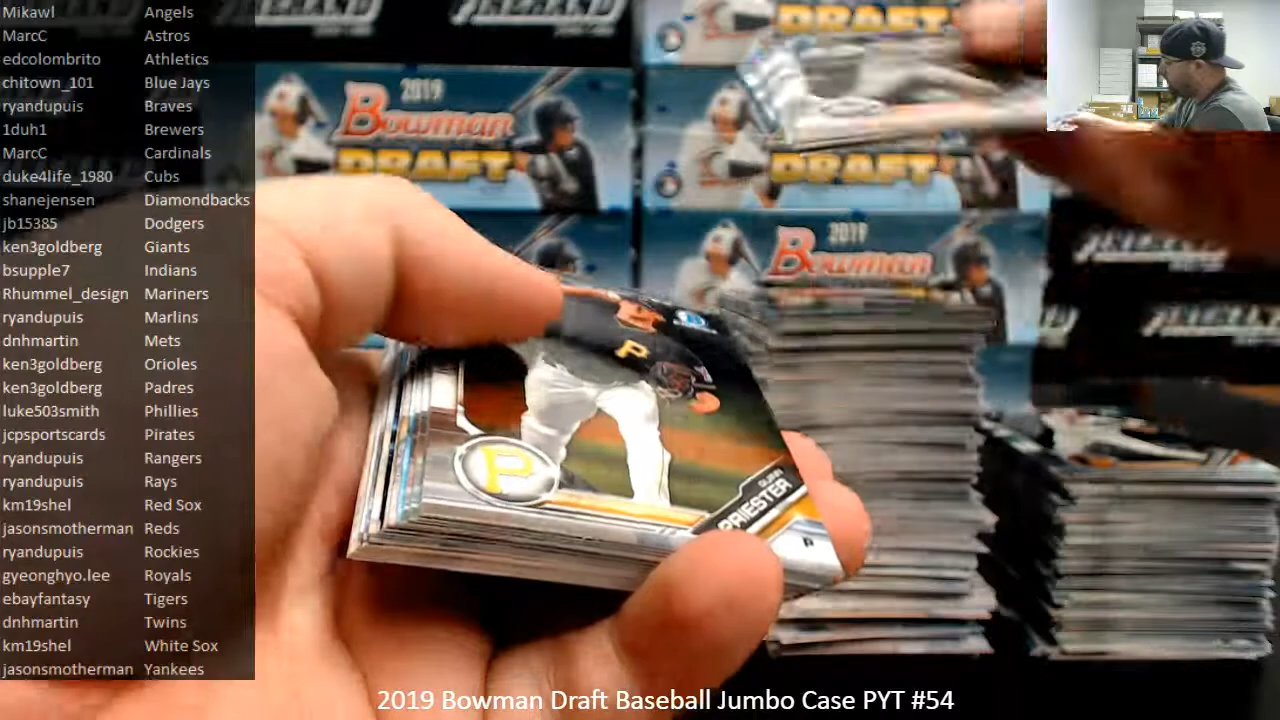 Mikawl Angels
MarcC Astros
edcolombrito Athletics
chitown_101 Blue Jays
ryandupuis Braves
1duh1 Brewers
MarcC Cardinals
duke4life_1980 Cubs
shanejensen Diamondbacks
jb15385 Dodgers
ken3goldberg Giants
bsupple7 Indians
Rhummel_design Mariners
ryandupuis Marlins
dnhmartin Mets
ken3goldberg Orioles
ken3goldberg Padres
luke503smith Phillies
jcpsportscards Pirates
ryandupuis Rangers
ryandupuis Rays
km19shel Red Sox
jasonsmotherman Reds
ryandupuis Rockies
gyeonghyo.lee Royals
ebayfantasy Tigers
dnhmartin Twins
km19shel White Sox
jasonsmotherman Yankees
2019
Bowman
DRAFT
DRAFT
DRAFT
2019
Bowman
P
P
QUINN
PRIESTER
P
2019 Bowman Draft Baseball Jumbo Case PYT #54